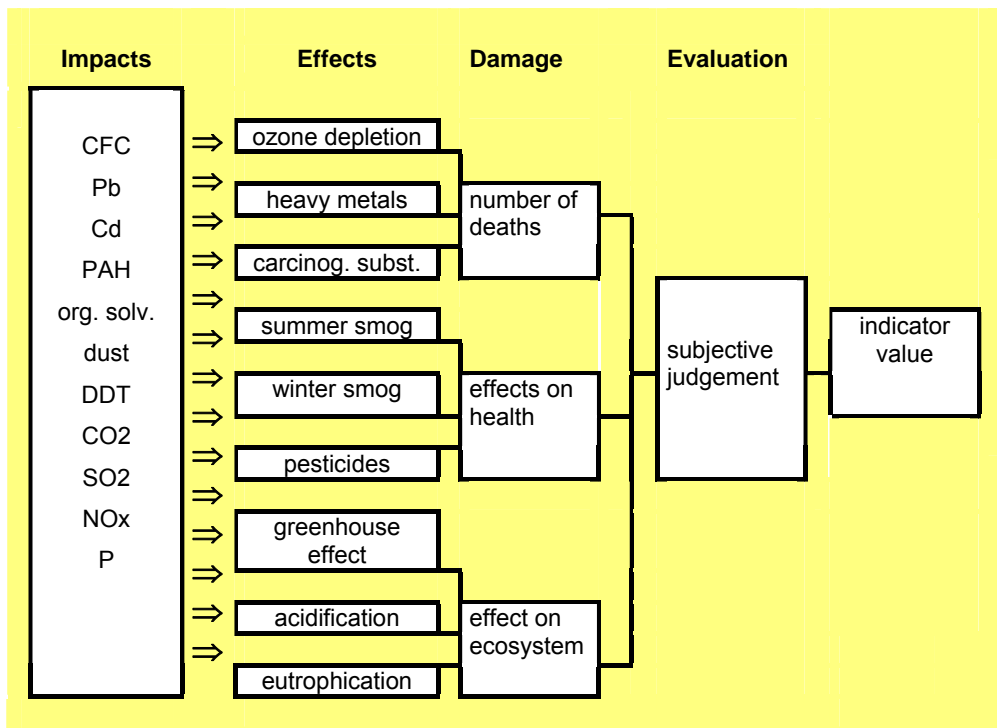 Impacts
Effects
Damage
Evaluation
CFC
Pb
Cd
PAH
org. solv.
dust
DDT
CO2
SO2
NOx
P
⇒
⇒
⇒
⇒
⇒
⇒
⇒
⇒
⇒
⇒
⇒
⇒
⇒
⇒
ozone depletion
heavy metals
carcinog. subst.
summer smog
winter smog
pesticides
greenhouse
effect
acidification
eutrophication
number of
deaths
effects on
health
effect on
ecosystem
subjective
judgement
indicator
value